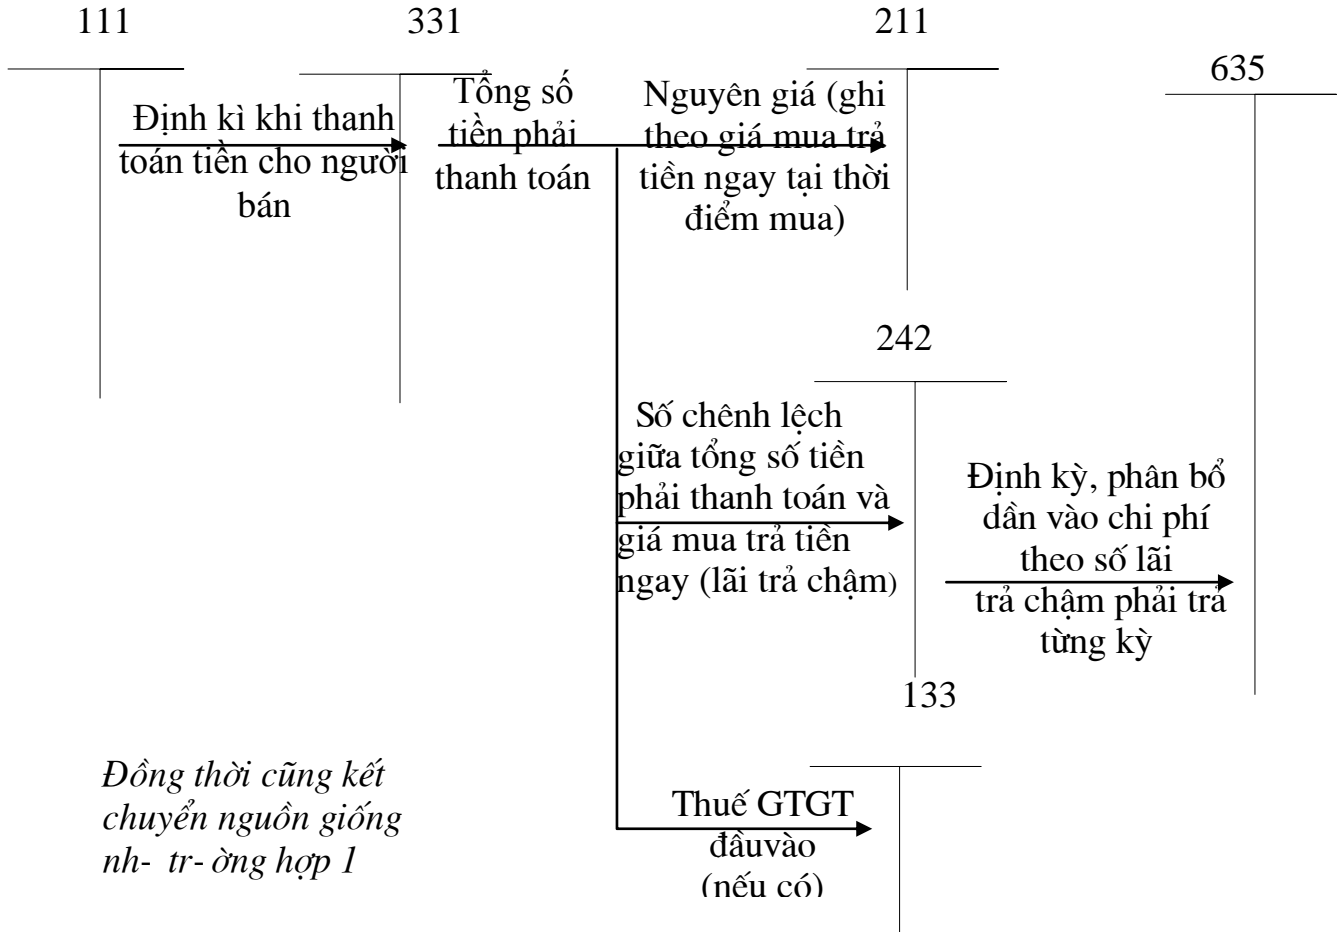 111
331
211
635
Định kì khi thanh
toán tiền cho người
bán
Tổng số
tiền phải
thanh toán
Nguyên giá (ghi
theo giá mua trả
tiền ngay tại thời
điểm mua)
242
Số chênh lệch
giữa tổng số tiền
phải thanh toán và
giá mua trả tiền
ngay (lãi trả chậm)
Định kỳ, phân bổ
dần vào chi phí
theo số lãi
trả chậm phải trả
từng kỳ
133
Đồng thời cũng kết
chuyển nguồn giống
nh- tr- ờng hợp 1
Thuế GTGT
đầuvào
(nếu có)